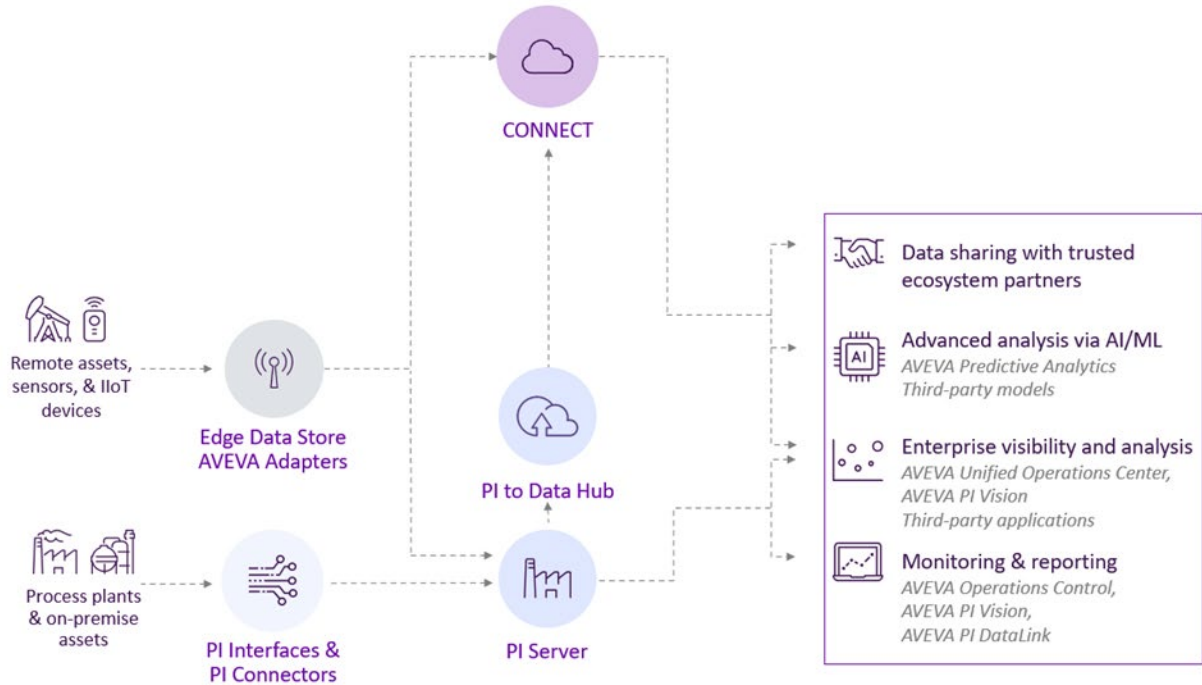 CONNECT
Remote assets,
sensors, & IIoT
devices
Edge Data Store
AVEVA Adapters
PI to Data Hub
Process plants
& on-premise
assets
PI Interfaces &
PI Connectors
PI Server
Data sharing with trusted
ecosystem partners
AI
Advanced analysis via AI/ML
AVEVA Predictive Analytics
Third-party models
Enterprise visibility and analysis
AVEVA Unified Operations Center,
AVEVA PI Vision
Third-party applications
Monitoring & reporting
AVEVA Operations Control,
AVEVA PI Vision,
AVEVA PI DataLink